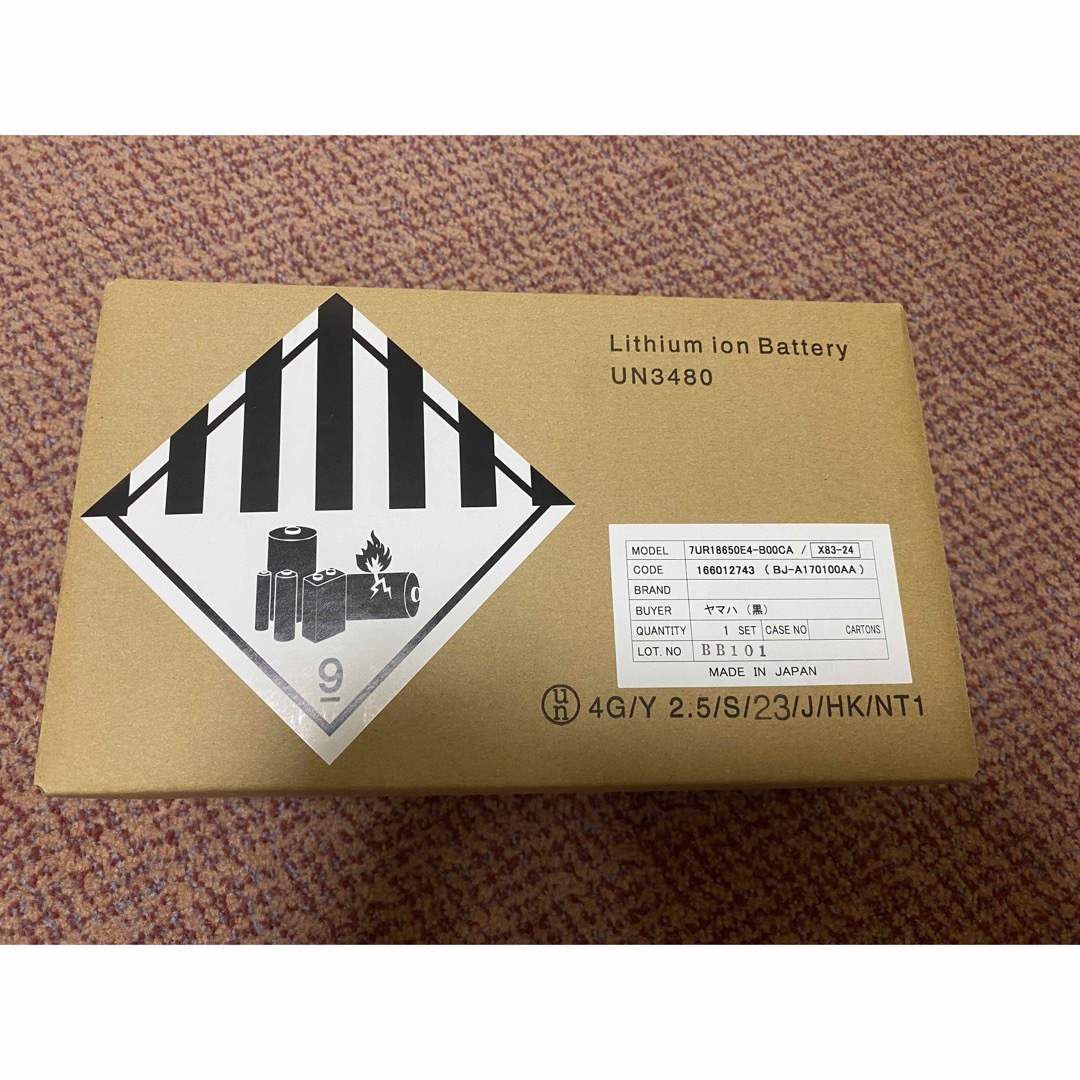 Lithium ion Battery
UN3480
MODEL 7UR18650E4-B00CA / X83-24
CODE 166012743 (BJ-A170100AA)
BRAND
BUYER ヤマハ (黒)
QUANTITY 1 SET CASE NO CARTONS
LOT. NO BB101
MADE IN JAPAN
un 4G/Y 2.5/S/23/J/HK/NT1
9